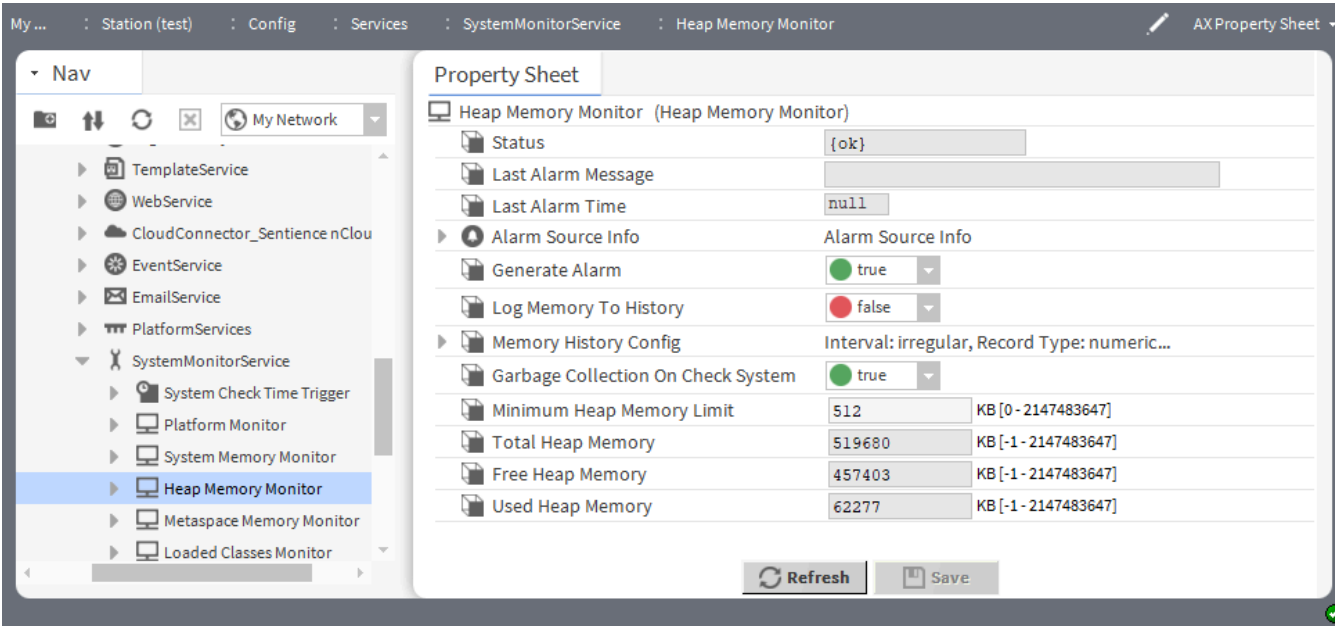 My ... : Station (test) : Config : Services : SystemMonitorService : Heap Memory Monitor AX Property Sheet
Nav
My Network
TemplateService
WebService
CloudConnector_Sentience nClou
EventService
EmailService
PlatformServices
SystemMonitorService
System Check Time Trigger
Platform Monitor
System Memory Monitor
Heap Memory Monitor
Metaspace Memory Monitor
Loaded Classes Monitor
Property Sheet
Heap Memory Monitor (Heap Memory Monitor)
Status {ok}
Last Alarm Message
Last Alarm Time null
Alarm Source Info Alarm Source Info
Generate Alarm true
Log Memory To History false
Memory History Config Interval: irregular, Record Type: numeric...
Garbage Collection On Check System true
Minimum Heap Memory Limit 512 KB [0 - 2147483647]
Total Heap Memory 519680 KB [-1 - 2147483647]
Free Heap Memory 457403 KB [-1 - 2147483647]
Used Heap Memory 62277 KB [-1 - 2147483647]
Refresh Save